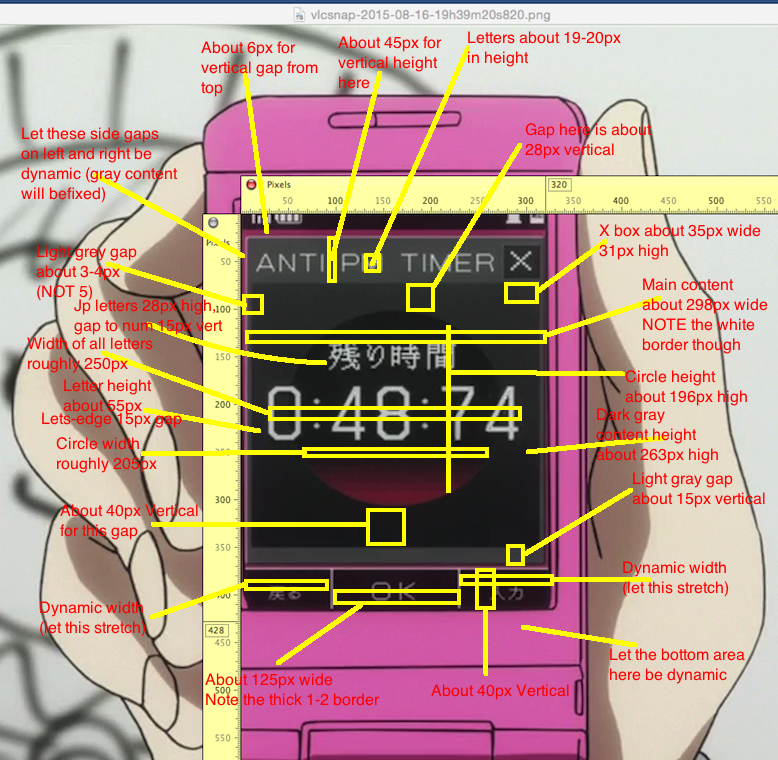 vlcsnap-2015-08-16-19h39m20s820.png
About 6px for
vertical gap from
top
About 45px for
vertical height
here
Letters about 19-20px
in height
Let these side gaps
on left and right be
dynamic (gray content
will befixed)
Gap here is about
28px vertical
Pixels
320
50
100
150
200
250
300
350
400
450
500
550
X box about 35px wide
31px high
Pixels
50
100
150
200
250
300
350
400
428
450
500
550
ANTI PM TIMER
X
Light grey gap
about 3-4px
(NOT 5)
Jp letters 28px high,
gap to num 15px vert
Main content
about 298px wide
NOTE the white
border though
Width of all letters
roughly 250px
残り時間
Letter height
about 55px
Lets-edge 15px gap
0:48:74
Circle height
about 196px high
Dark gray
content height
about 263px high
Circle width
roughly 205px
Light gray gap
about 15px vertical
About 40px Vertical
for this gap
Dynamic width
(let this stretch)
戻る
OK
入力
Dynamic width
(let this stretch)
Let the bottom area
here be dynamic
About 125px wide
Note the thick 1-2 border
About 40px Vertical